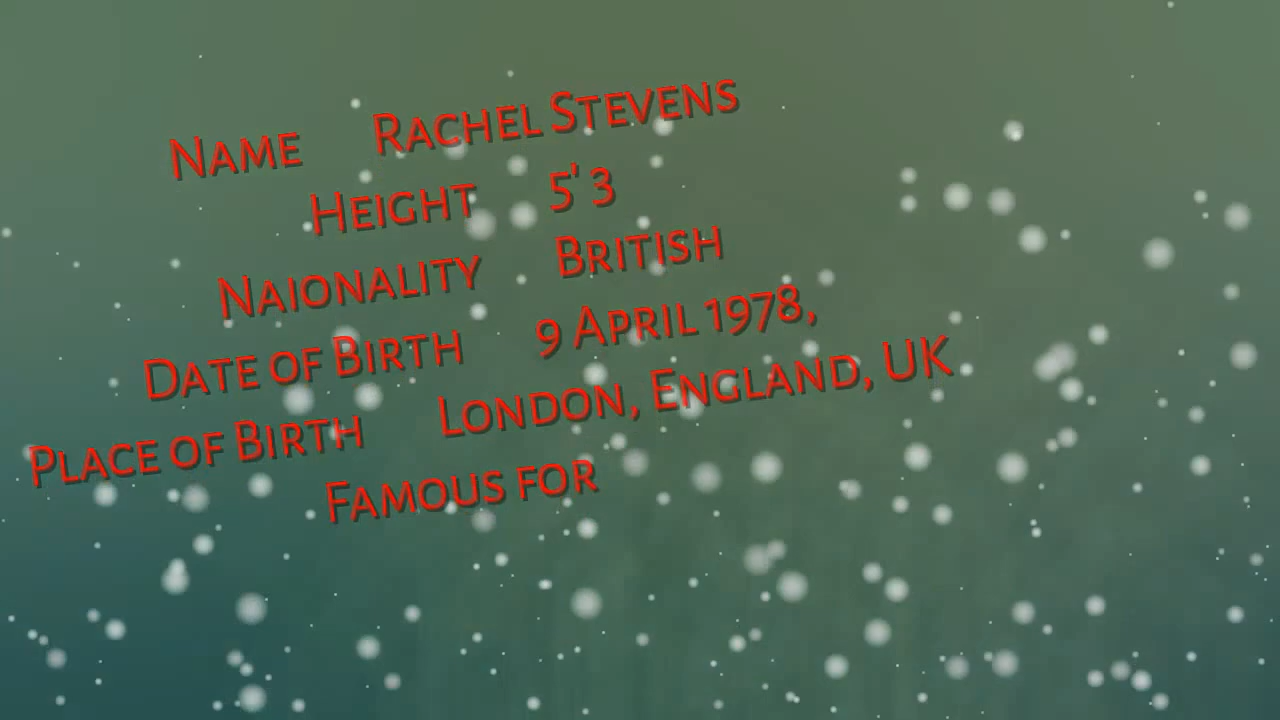 Name Rachel Stevens
Height 5'3
Naionality British
Date of Birth 9 April 1978,
Place of Birth London, England, UK
Famous for